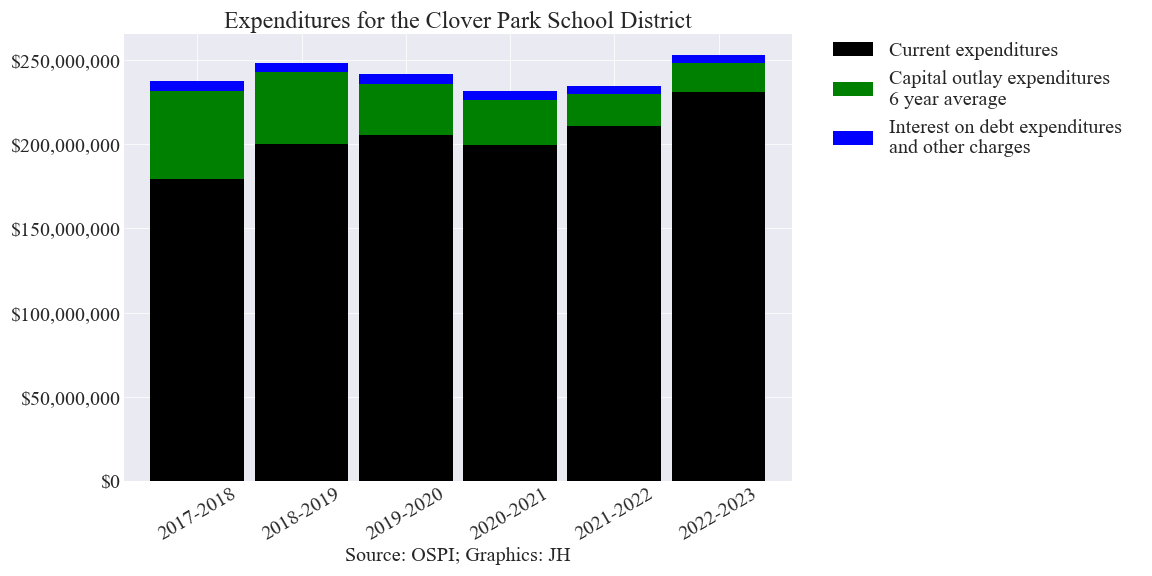 Expenditures for the Clover Park School District
$250,000,000
$200,000,000
$150,000,000
$100,000,000
$50,000,000
$0
2017-2018
2018-2019
2019-2020
2020-2021
2021-2022
2022-2023
Source: OSPI; Graphics: JH
Current expenditures
Capital outlay expenditures
6 year average
Interest on debt expenditures
and other charges